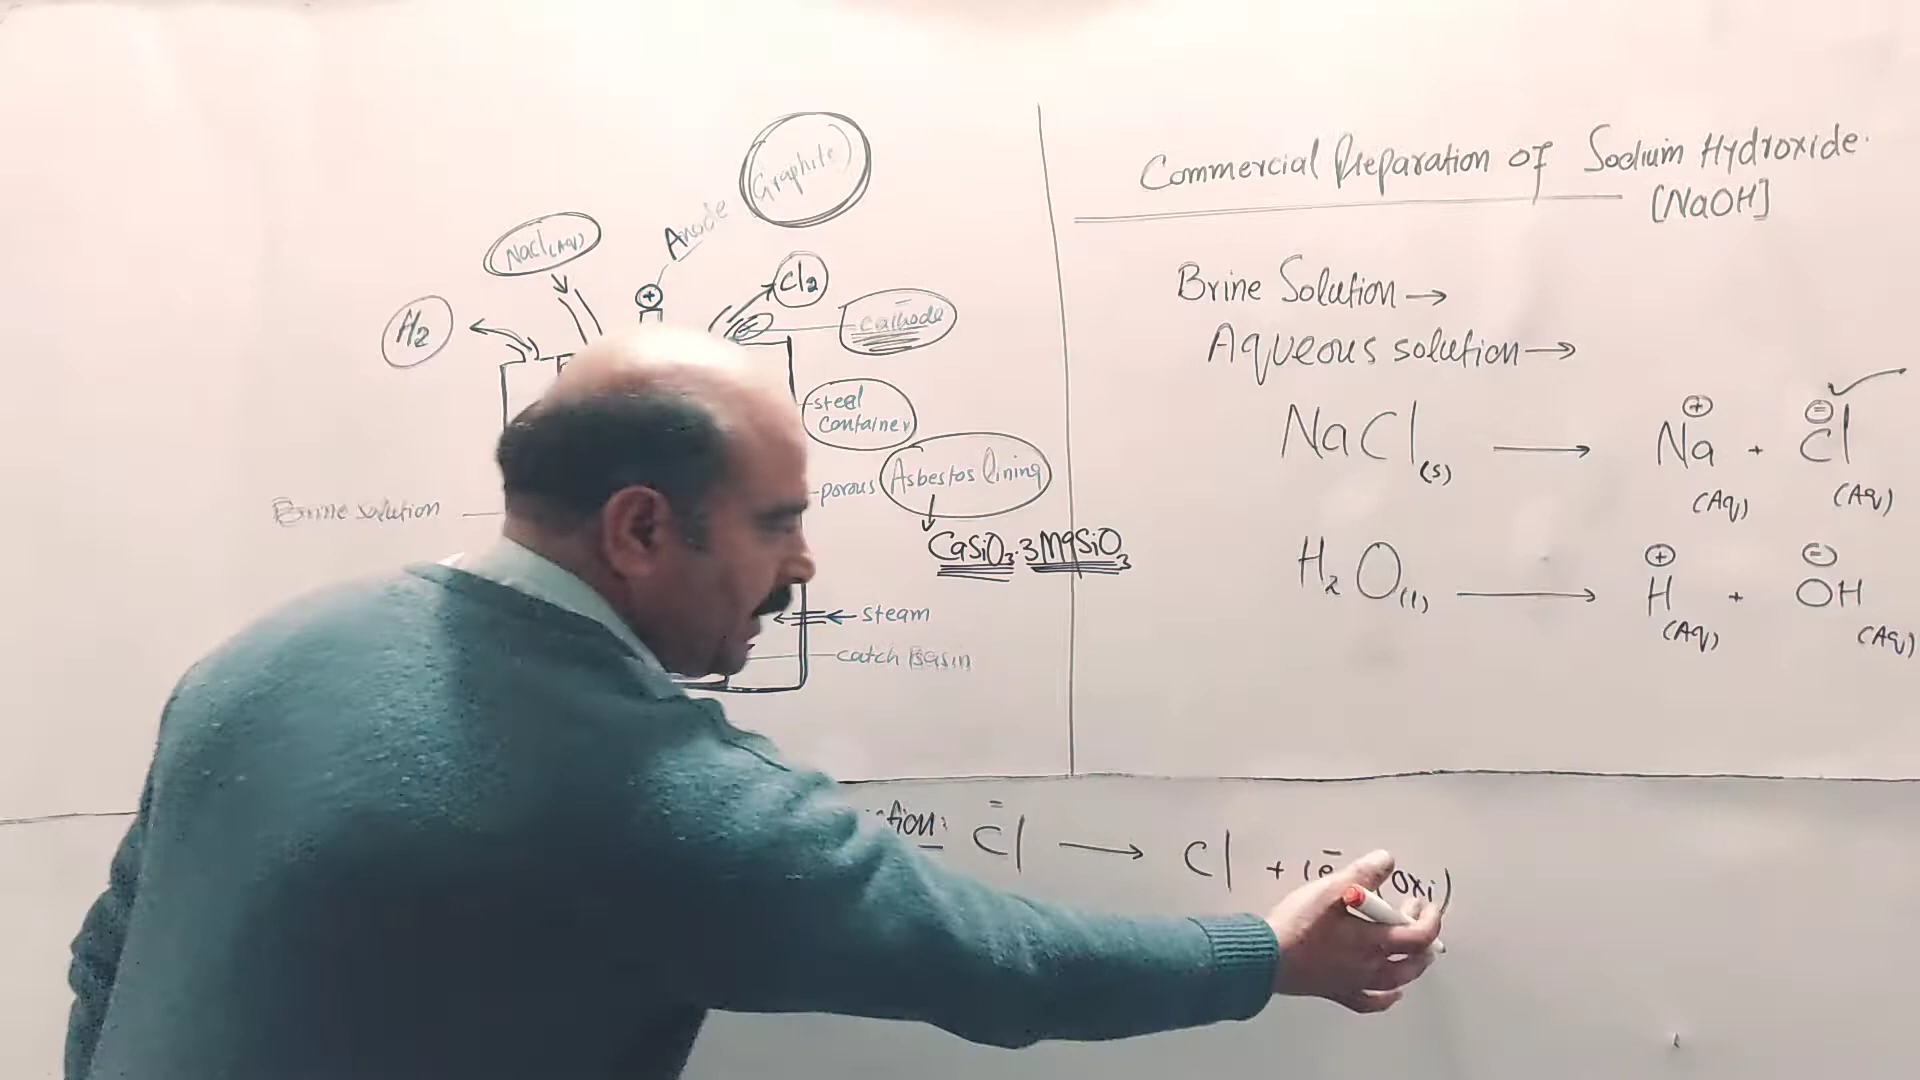 Graphite
Anode
NaCl(Aq)
+
Cl2
H2
-
cathode
steel
container
porous Asbestos lining
CaSiO3·3MgSiO3
Brine solution
steam
catch Basin
Commercial Preparation of Sodium Hydroxide.
[NaOH]
Brine Solution →
Aqueous solution →
NaCl(s) → Na⊕(Aq) + Cl⊖(Aq)
H2O(l) → H⊕(Aq) + OH⊖(Aq)
Cl⁻ → Cl + 1e⁻ (oxi)